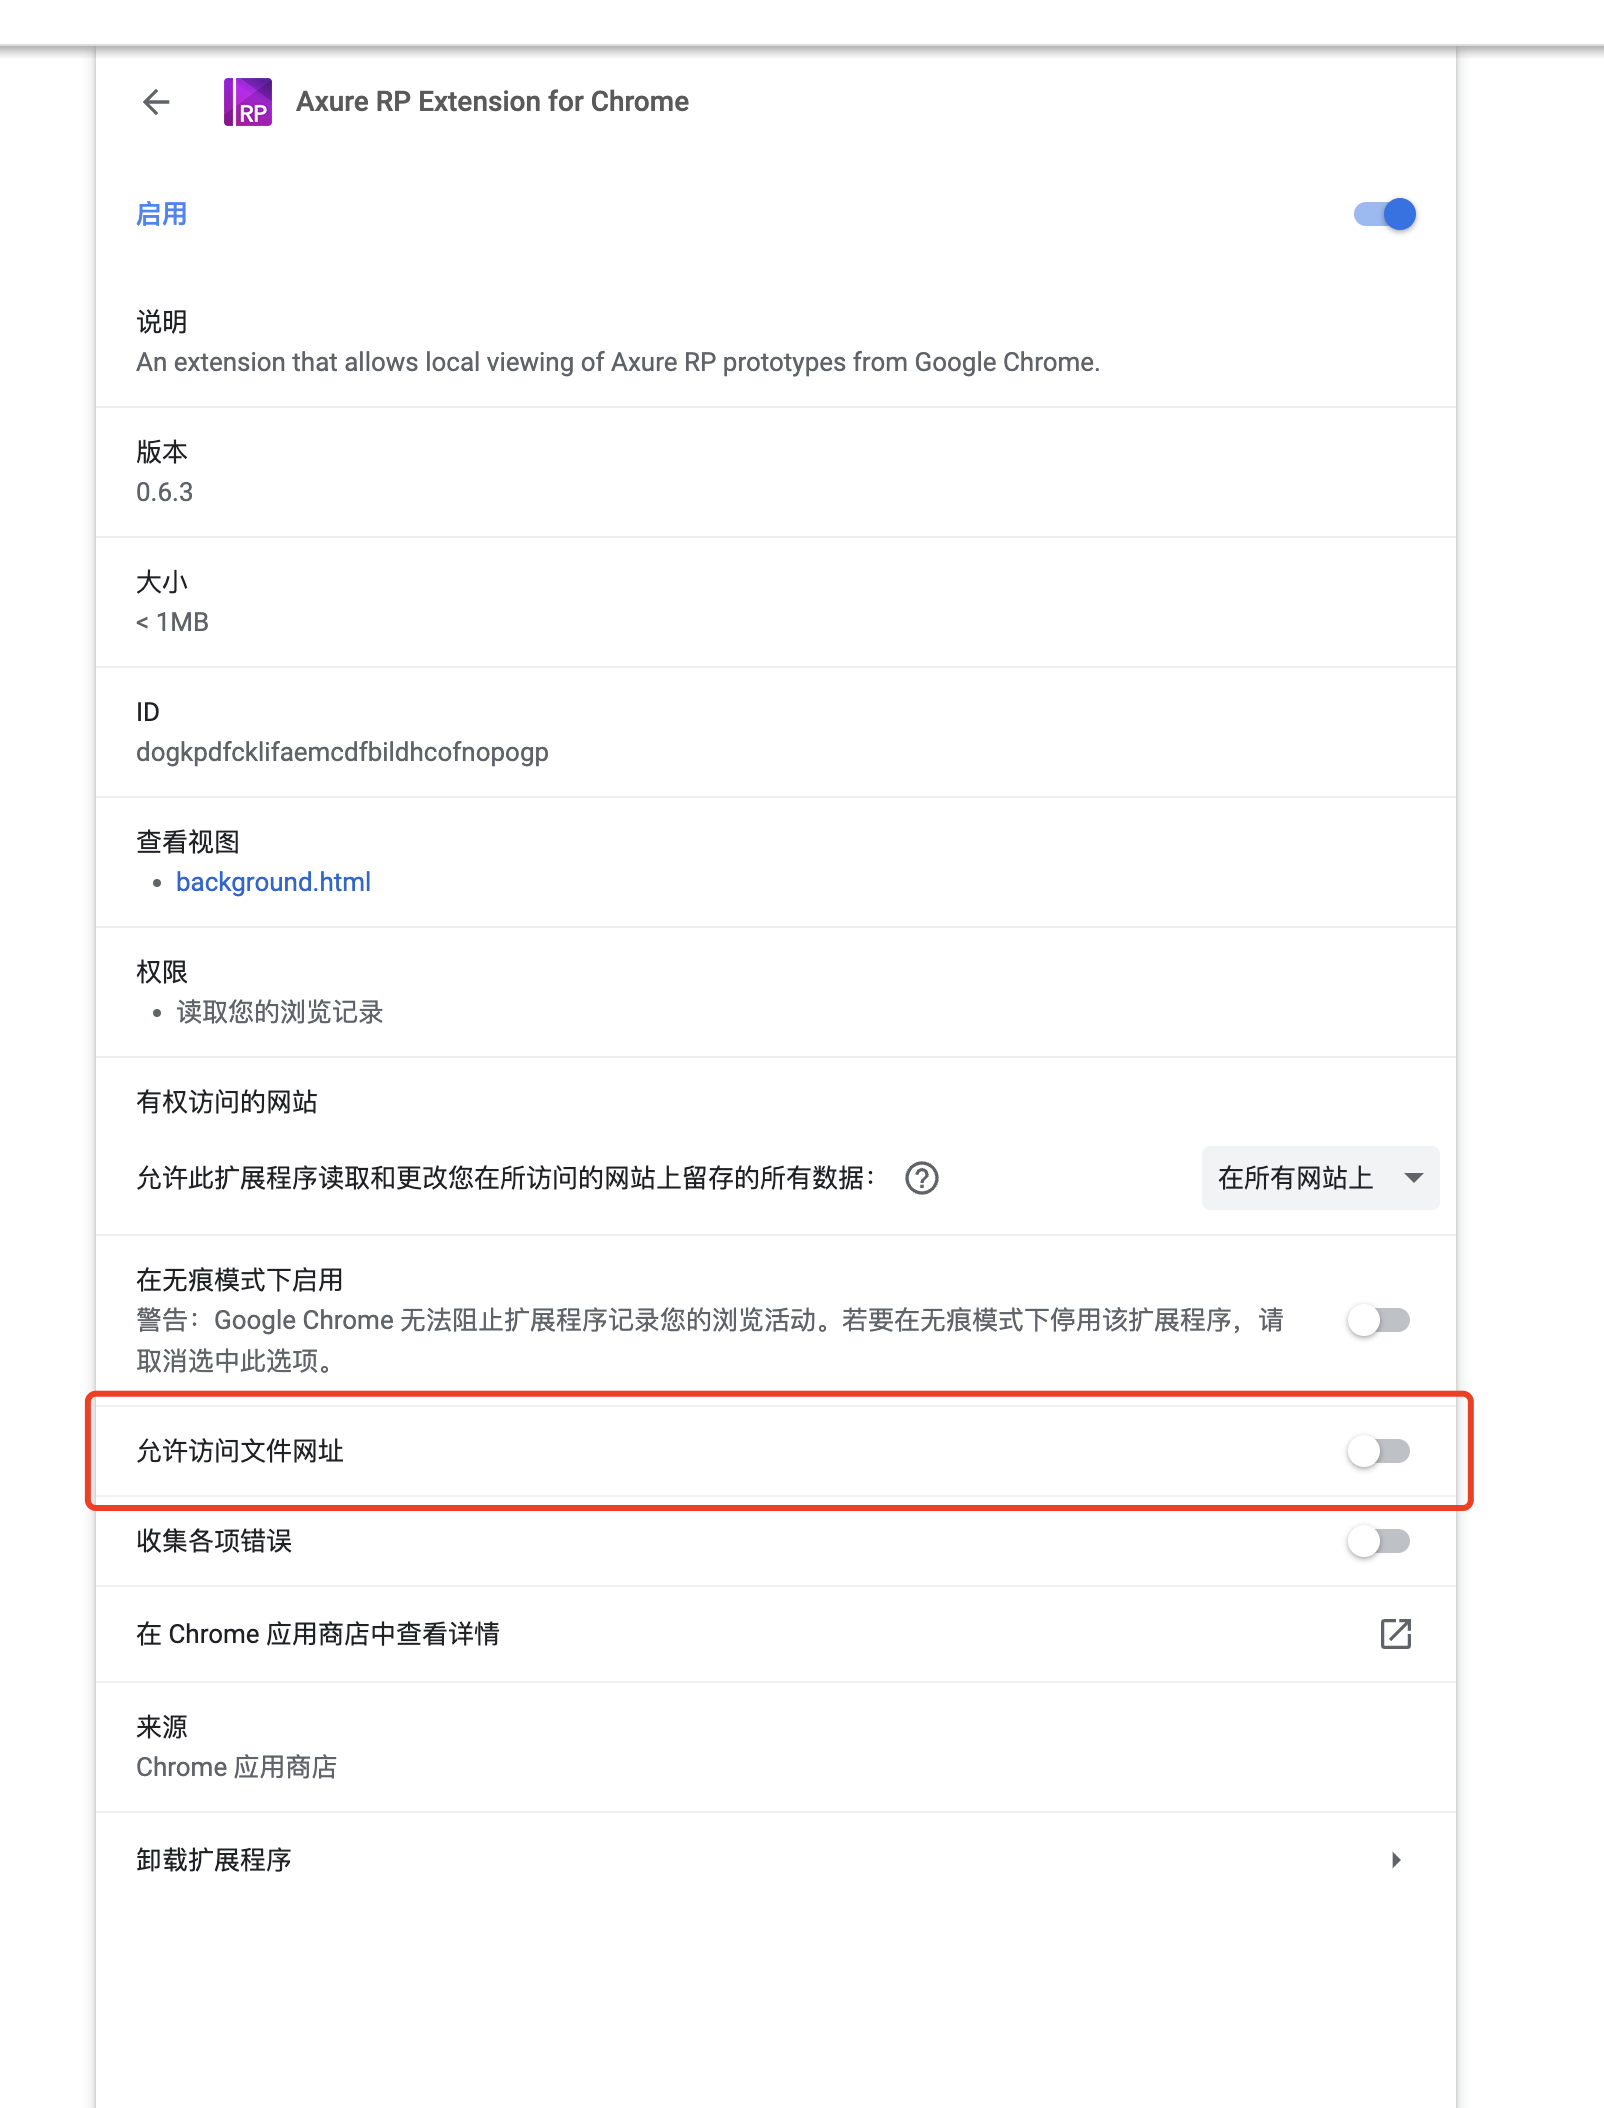 RP
Axure RP Extension for Chrome
启用
说明
An extension that allows local viewing of Axure RP prototypes from Google Chrome.
版本
0.6.3
大小
< 1MB
ID
dogkpdfcklifaemcdfbildhcofnopogp
查看视图
• background.html
权限
• 读取您的浏览记录
有权访问的网站
允许此扩展程序读取和更改您在所访问的网站上留存的所有数据： ? 在所有网站上
在无痕模式下启用
警告：Google Chrome 无法阻止扩展程序记录您的浏览活动。若要在无痕模式下停用该扩展程序，请
取消选中此选项。
允许访问文件网址
收集各项错误
在 Chrome 应用商店中查看详情
来源
Chrome 应用商店
卸载扩展程序